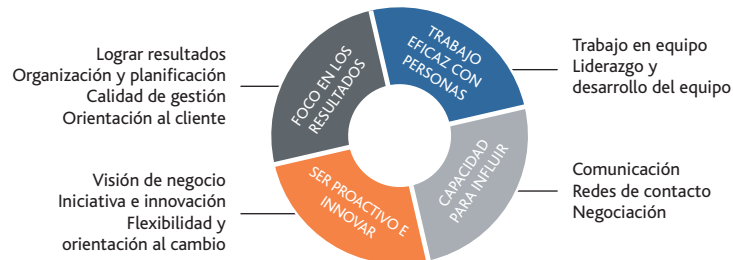 Lograr resultados
Organización y planificación
Calidad de gestión
Orientación al cliente
FOCO EN LOS
RESULTADOS
TRABAJO
EFICAZ CON
PERSONAS
Trabajo en equipo
Liderazgo y
desarrollo del equipo
Visión de negocio
Iniciativa e innovación
Flexibilidad y
orientación al cambio
SER PROACTIVO E
INNOVAR
CAPACIDAD
PARA INFLUIR
Comunicación
Redes de contacto
Negociación